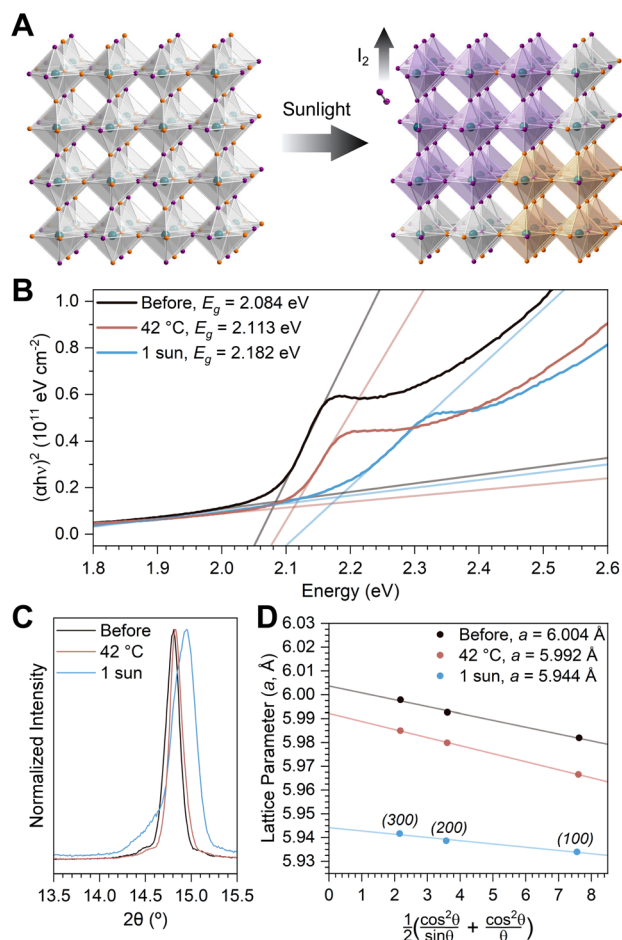 A
I₂
Sunlight
B
Before, E_g = 2.084 eV
42 °C, E_g = 2.113 eV
1 sun, E_g = 2.182 eV
(αhν)² (10¹¹ eV cm⁻²)
1.0
0.8
0.6
0.4
0.2
0.0
1.8 2.0 2.1 2.2 2.3 2.4 2.5 2.6
Energy (eV)
C
Before
42 °C
1 sun
Normalized Intensity
13.5 14.0 14.5 15.0 15.5
2θ (º)
D
Before, a = 6.004 Å
42 °C, a = 5.992 Å
1 sun, a = 5.944 Å
Lattice Parameter (a, Å)
6.03
6.02
6.01
6.00
5.99
5.98
5.97
5.96
5.95
5.94
5.93
(300) (200) (100)
0 1 2 3 4 5 6 7 8
½(cos²θ/sinθ + cos²θ/θ)